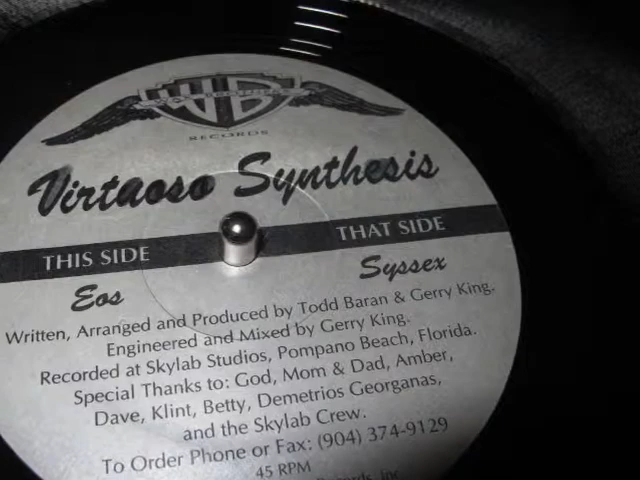 WB
RECORDS
Virtaoso Synthesis
THIS SIDE THAT SIDE
Eos Syssex
Written, Arranged and Produced by Todd Baran & Gerry King.
Engineered and Mixed by Gerry King.
Recorded at Skylab Studios, Pompano Beach, Florida.
Special Thanks to: God, Mom & Dad, Amber,
Dave, Klint, Betty, Demetrios Georganas,
and the Skylab Crew.
To Order Phone or Fax: (904) 374-9129
45 RPM
Records, Inc.